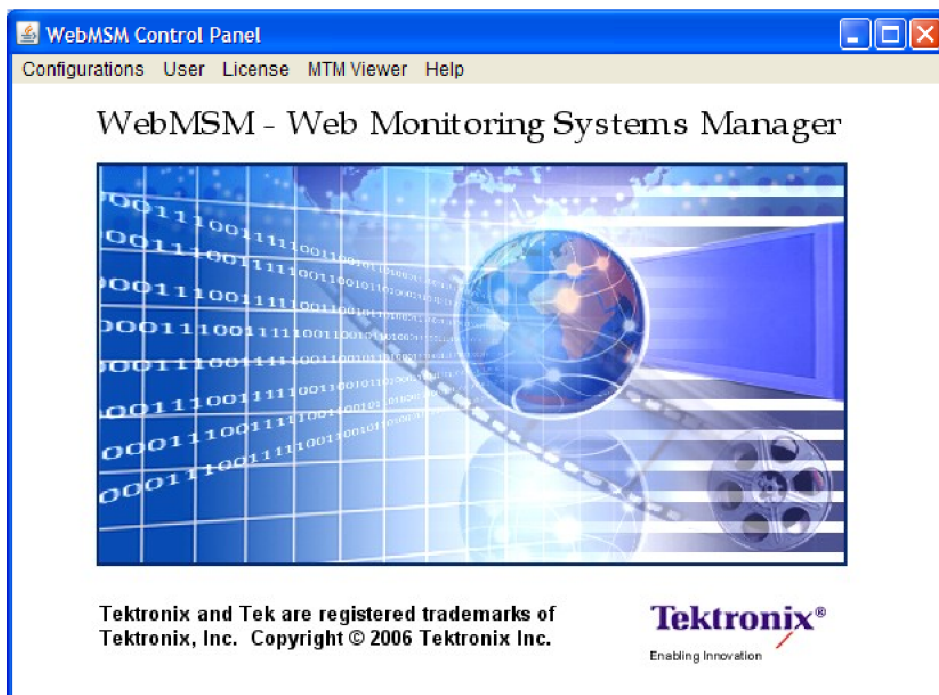 WebMSM Control Panel
Configurations User License MTM Viewer Help
WebMSM - Web Monitoring Systems Manager
Tektronix and Tek are registered trademarks of
Tektronix, Inc. Copyright © 2006 Tektronix Inc.
Tektronix®
Enabling Innovation